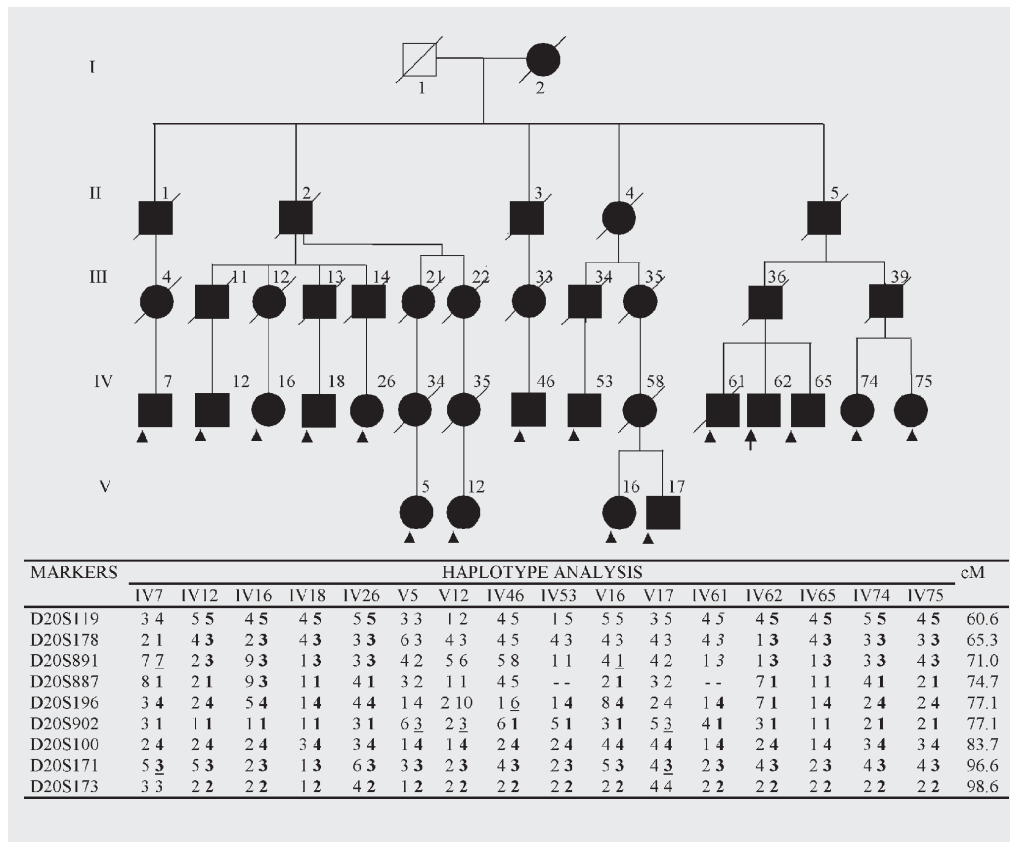 I
1 2
II
1 2 3 4 5
III
4 11 12 13 14 21 22 33 34 35 36 39
IV
7 12 16 18 26 34 35 46 53 58 61 62 65 74 75
V
5 12 16 17
MARKERS HAPLOTYPE ANALYSIS cM
IV7 IV12 IV16 IV18 IV26 V5 V12 IV46 IV53 V16 V17 IV61 IV62 IV65 IV74 IV75
D20S119 3 4 5 5 4 5 4 5 5 5 3 3 1 2 4 5 1 5 5 5 3 5 4 5 4 5 4 5 5 5 4 5 60.6
D20S178 2 1 4 3 2 3 4 3 3 3 6 3 4 3 4 5 4 3 4 3 4 3 4 3 1 3 4 3 3 3 3 3 65.3
D20S891 7 7 2 3 9 3 1 3 3 3 4 2 5 6 5 8 1 1 4 1 4 2 1 3 1 3 1 3 3 3 4 3 71.0
D20S887 8 1 2 1 9 3 1 1 4 1 3 2 1 1 4 5 - - 2 1 3 2 - - 7 1 1 1 4 1 2 1 74.7
D20S196 3 4 2 4 5 4 1 4 4 4 1 4 2 10 1 6 1 4 8 4 2 4 1 4 7 1 1 4 2 4 2 4 77.1
D20S902 3 1 1 1 1 1 1 1 3 1 6 3 2 3 6 1 5 1 3 1 5 3 4 1 3 1 1 1 2 1 2 1 77.1
D20S100 2 4 2 4 2 4 3 4 3 4 1 4 1 4 2 4 2 4 4 4 4 4 1 4 2 4 1 4 3 4 3 4 83.7
D20S171 5 3 5 3 2 3 1 3 6 3 3 3 2 3 4 3 2 3 5 3 4 3 2 3 4 3 2 3 4 3 4 3 96.6
D20S173 3 3 2 2 2 2 1 2 4 2 1 2 2 2 2 2 2 2 2 2 4 4 2 2 2 2 2 2 2 2 2 2 98.6